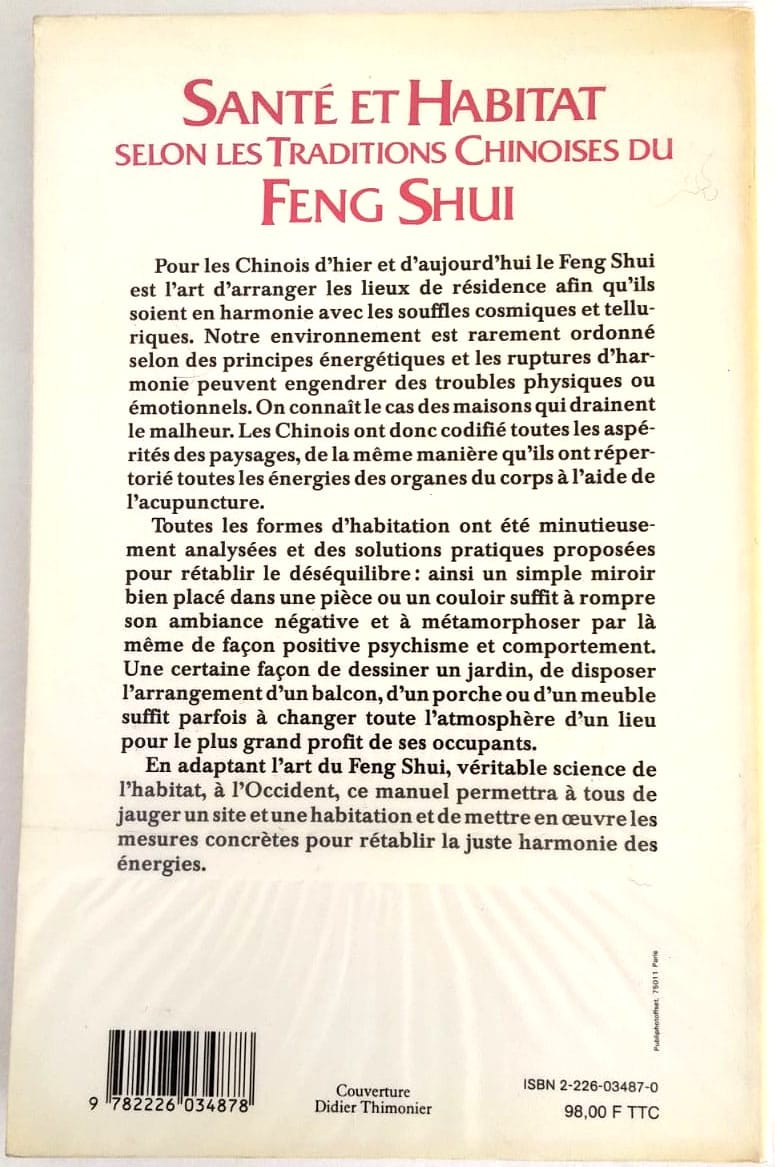 SANTÉ ET HABITAT
SELON LES TRADITIONS CHINOISES DU
FENG SHUI
Pour les Chinois d'hier et d'aujourd'hui le Feng Shui
est l'art d'arranger les lieux de résidence afin qu'ils
soient en harmonie avec les souffles cosmiques et tellu-
riques. Notre environnement est rarement ordonné
selon des principes énergétiques et les ruptures d'har-
monie peuvent engendrer des troubles physiques ou
émotionnels. On connaît le cas des maisons qui drainent
le malheur. Les Chinois ont donc codifié toutes les aspé-
rités des paysages, de la même manière qu'ils ont réper-
torié toutes les énergies des organes du corps à l'aide de
l'acupuncture.
Toutes les formes d'habitation ont été minutieuse-
ment analysées et des solutions pratiques proposées
pour rétablir le déséquilibre : ainsi un simple miroir
bien placé dans une pièce ou un couloir suffit à rompre
son ambiance négative et à métamorphoser par là
même de façon positive psychisme et comportement.
Une certaine façon de dessiner un jardin, de disposer
l'arrangement d'un balcon, d'un porche ou d'un meuble
suffit parfois à changer toute l'atmosphère d'un lieu
pour le plus grand profit de ses occupants.
En adaptant l'art du Feng Shui, véritable science de
l'habitat, à l'Occident, ce manuel permettra à tous de
jauger un site et une habitation et de mettre en œuvre les
mesures concrètes pour rétablir la juste harmonie des
énergies.
Publiphotoffset, 75011 Paris
9 782226 034878
Couverture
Didier Thimonier
ISBN 2-226-03487-0
98,00 F TTC